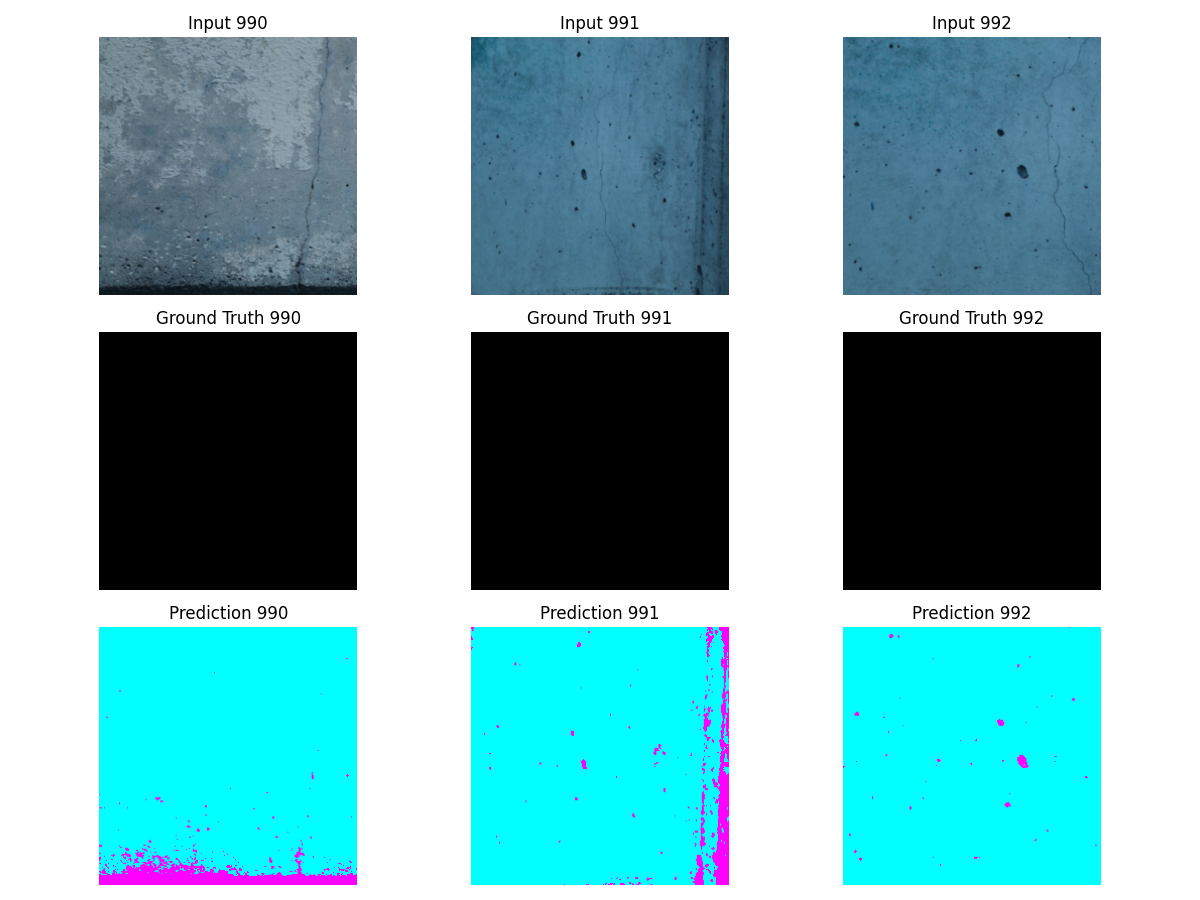 Input 990
Input 991
Input 992
Ground Truth 990
Ground Truth 991
Ground Truth 992
Prediction 990
Prediction 991
Prediction 992